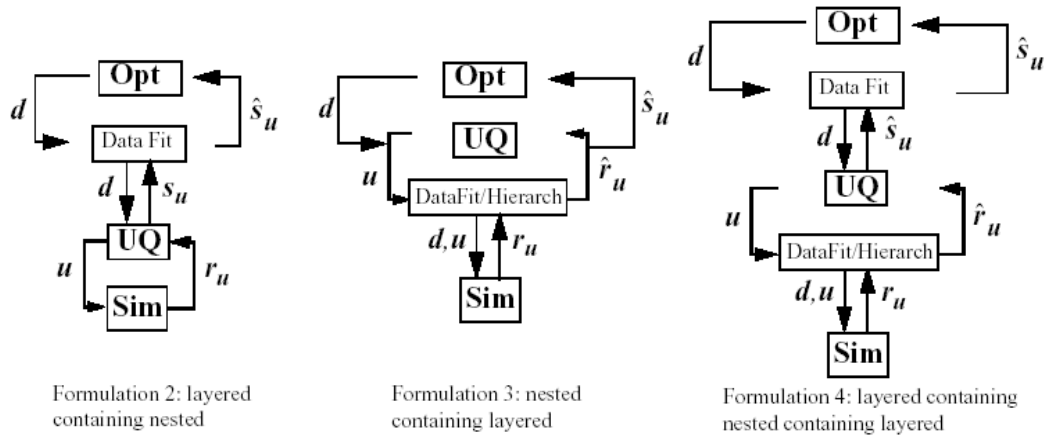 Opt
d
ŝu
Data Fit
d
su
UQ
u
ru
Sim
Formulation 2: layered
containing nested
Opt
d
ŝu
UQ
u
r̂u
DataFit/Hierarch
d,u
ru
Sim
Formulation 3: nested
containing layered
Opt
d
ŝu
Data Fit
d
ŝu
UQ
u
r̂u
DataFit/Hierarch
d,u
ru
Sim
Formulation 4: layered containing
nested containing layered